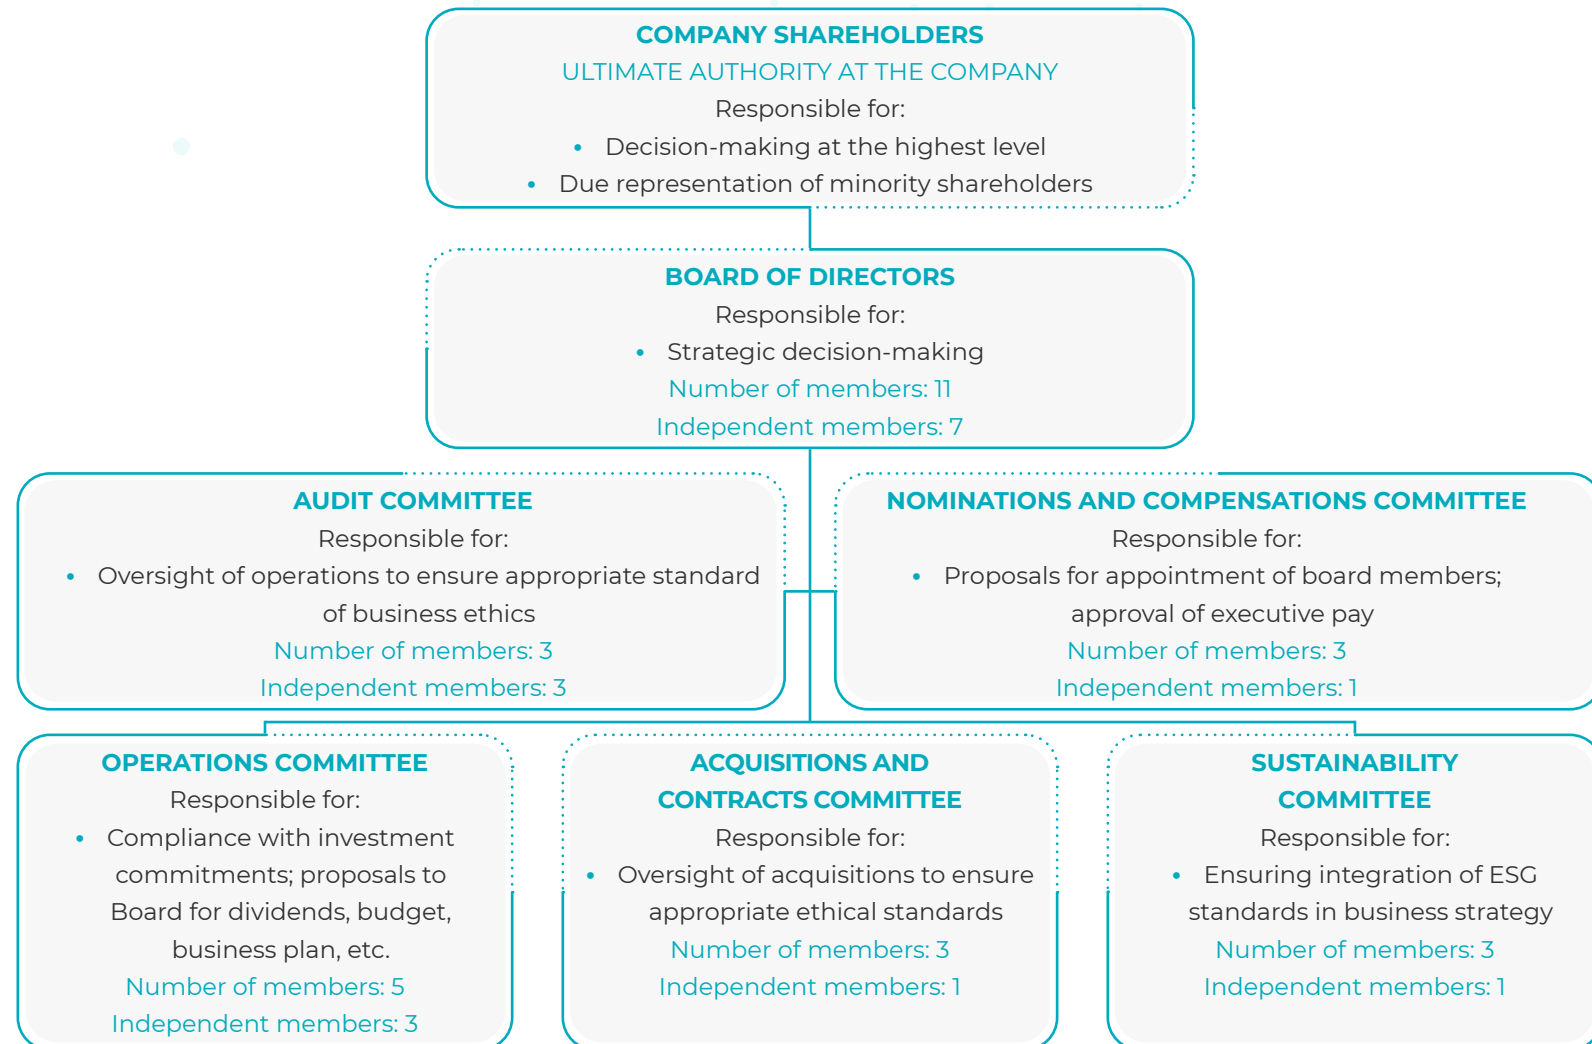 COMPANY SHAREHOLDERS
ULTIMATE AUTHORITY AT THE COMPANY
Responsible for:
• Decision-making at the highest level
• Due representation of minority shareholders
BOARD OF DIRECTORS
Responsible for:
• Strategic decision-making
Number of members: 11
Independent members: 7
AUDIT COMMITTEE
Responsible for:
• Oversight of operations to ensure appropriate standard
of business ethics
Number of members: 3
Independent members: 3
NOMINATIONS AND COMPENSATIONS COMMITTEE
Responsible for:
• Proposals for appointment of board members;
approval of executive pay
Number of members: 3
Independent members: 1
OPERATIONS COMMITTEE
Responsible for:
• Compliance with investment
commitments; proposals to
Board for dividends, budget,
business plan, etc.
Number of members: 5
Independent members: 3
ACQUISITIONS AND
CONTRACTS COMMITTEE
Responsible for:
• Oversight of acquisitions to ensure
appropriate ethical standards
Number of members: 3
Independent members: 1
SUSTAINABILITY
COMMITTEE
Responsible for:
• Ensuring integration of ESG
standards in business strategy
Number of members: 3
Independent members: 1